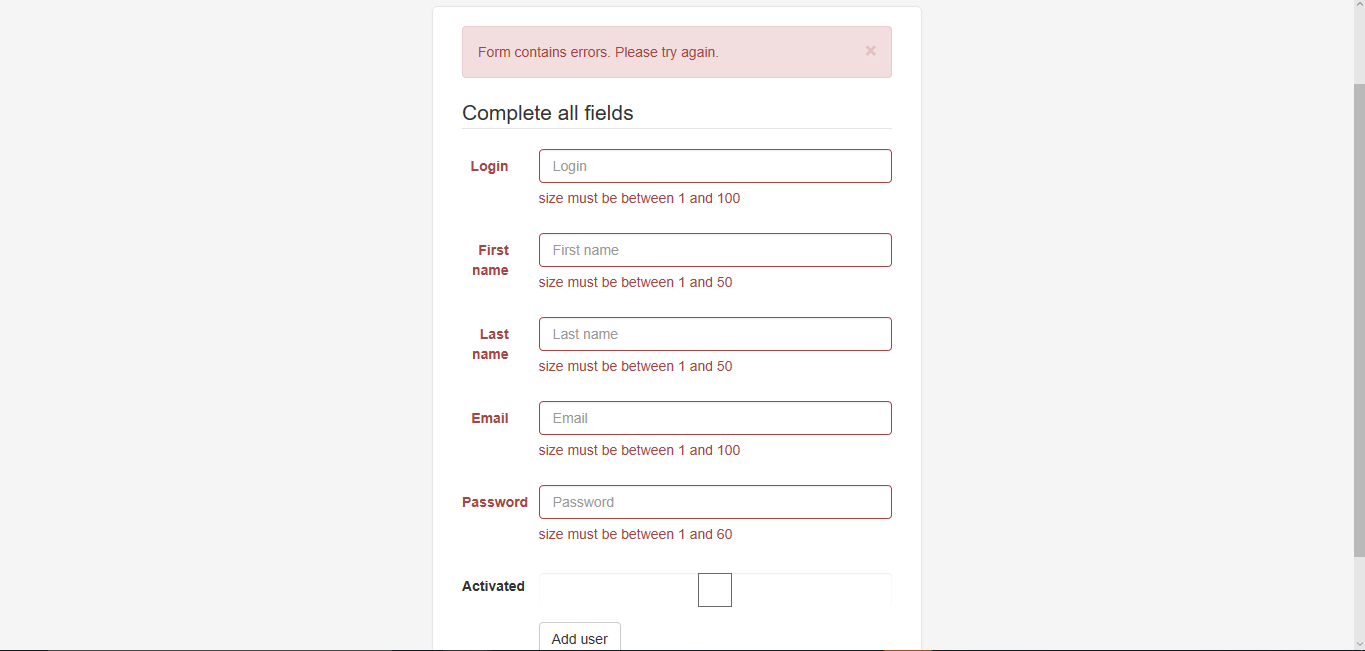 Form contains errors. Please try again. ×
Complete all fields
Login
Login
size must be between 1 and 100
First
name
First name
size must be between 1 and 50
Last
name
Last name
size must be between 1 and 50
Email
Email
size must be between 1 and 100
Password
Password
size must be between 1 and 60
Activated
Add user